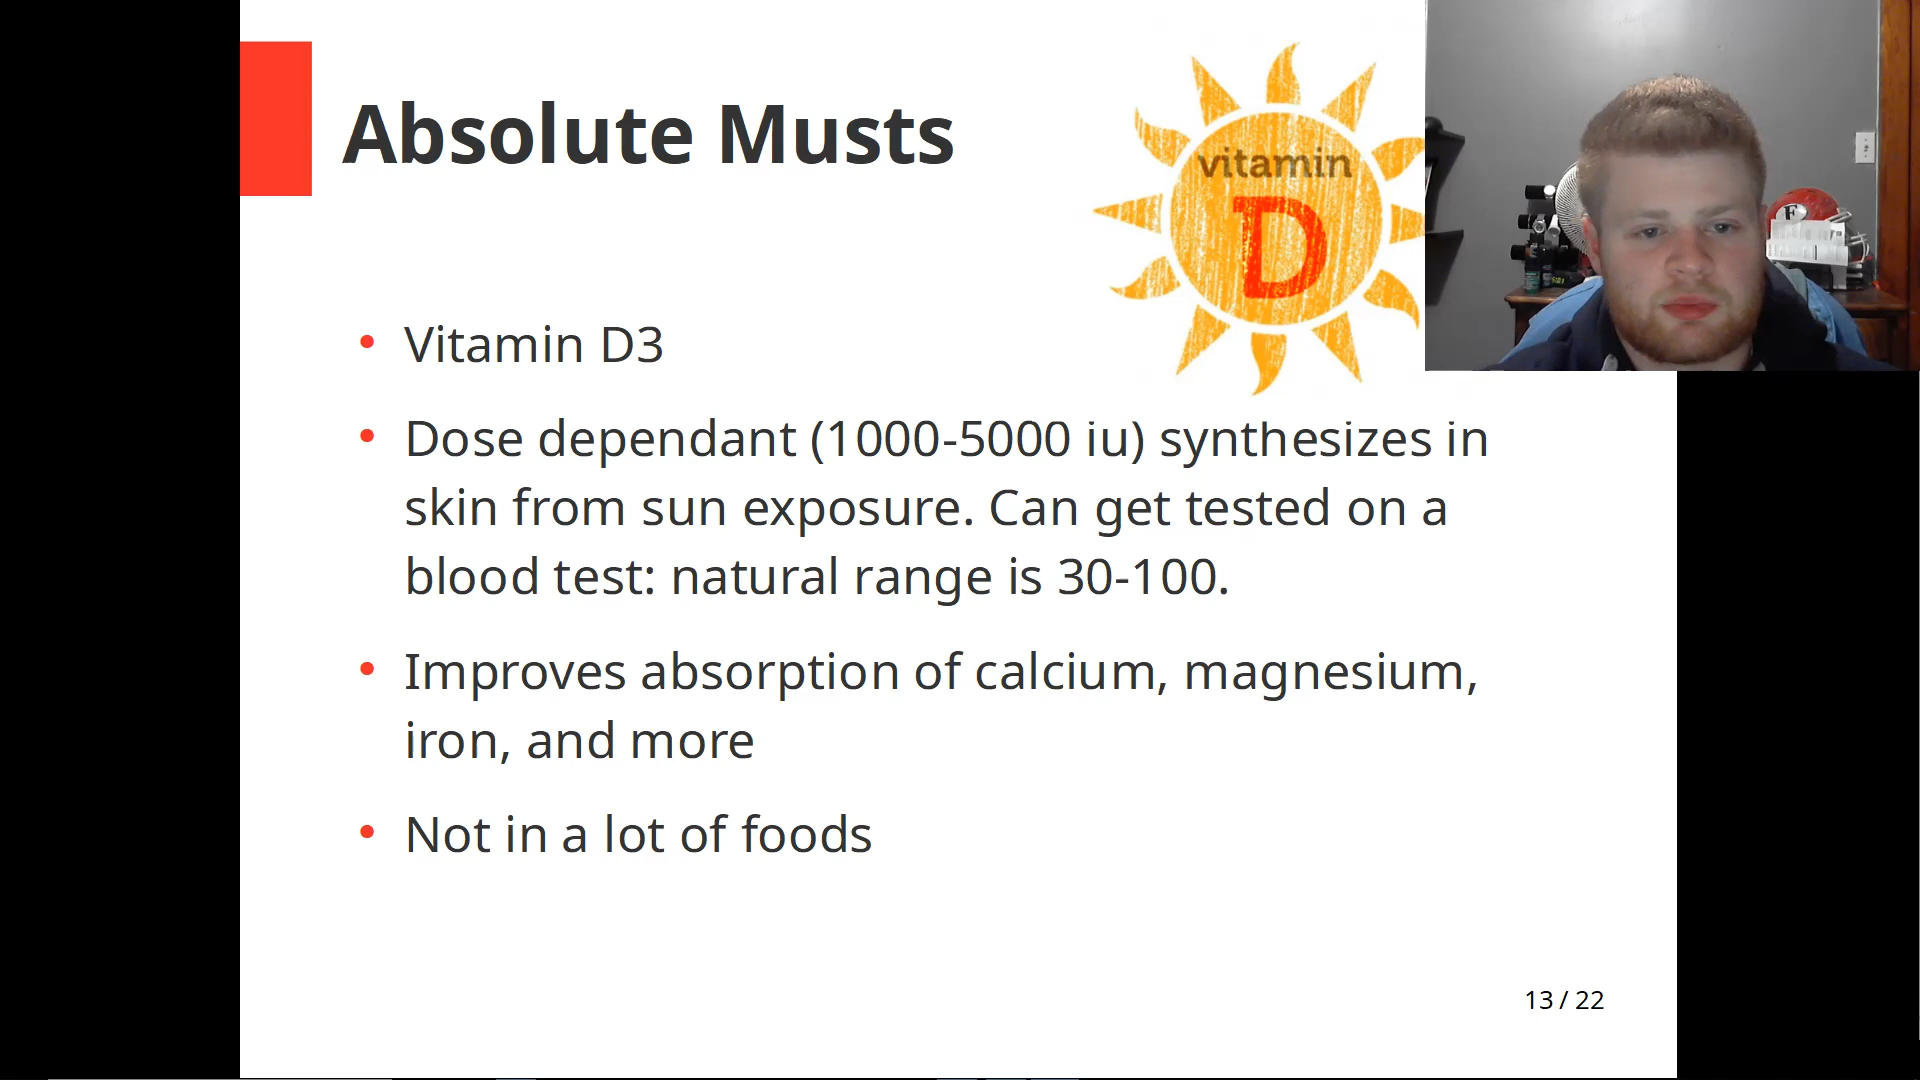 Absolute Musts
vitamin
D
F
Vitamin D3
Dose dependant (1000-5000 iu) synthesizes in
skin from sun exposure. Can get tested on a
blood test: natural range is 30-100.
Improves absorption of calcium, magnesium,
iron, and more
Not in a lot of foods
13 / 22